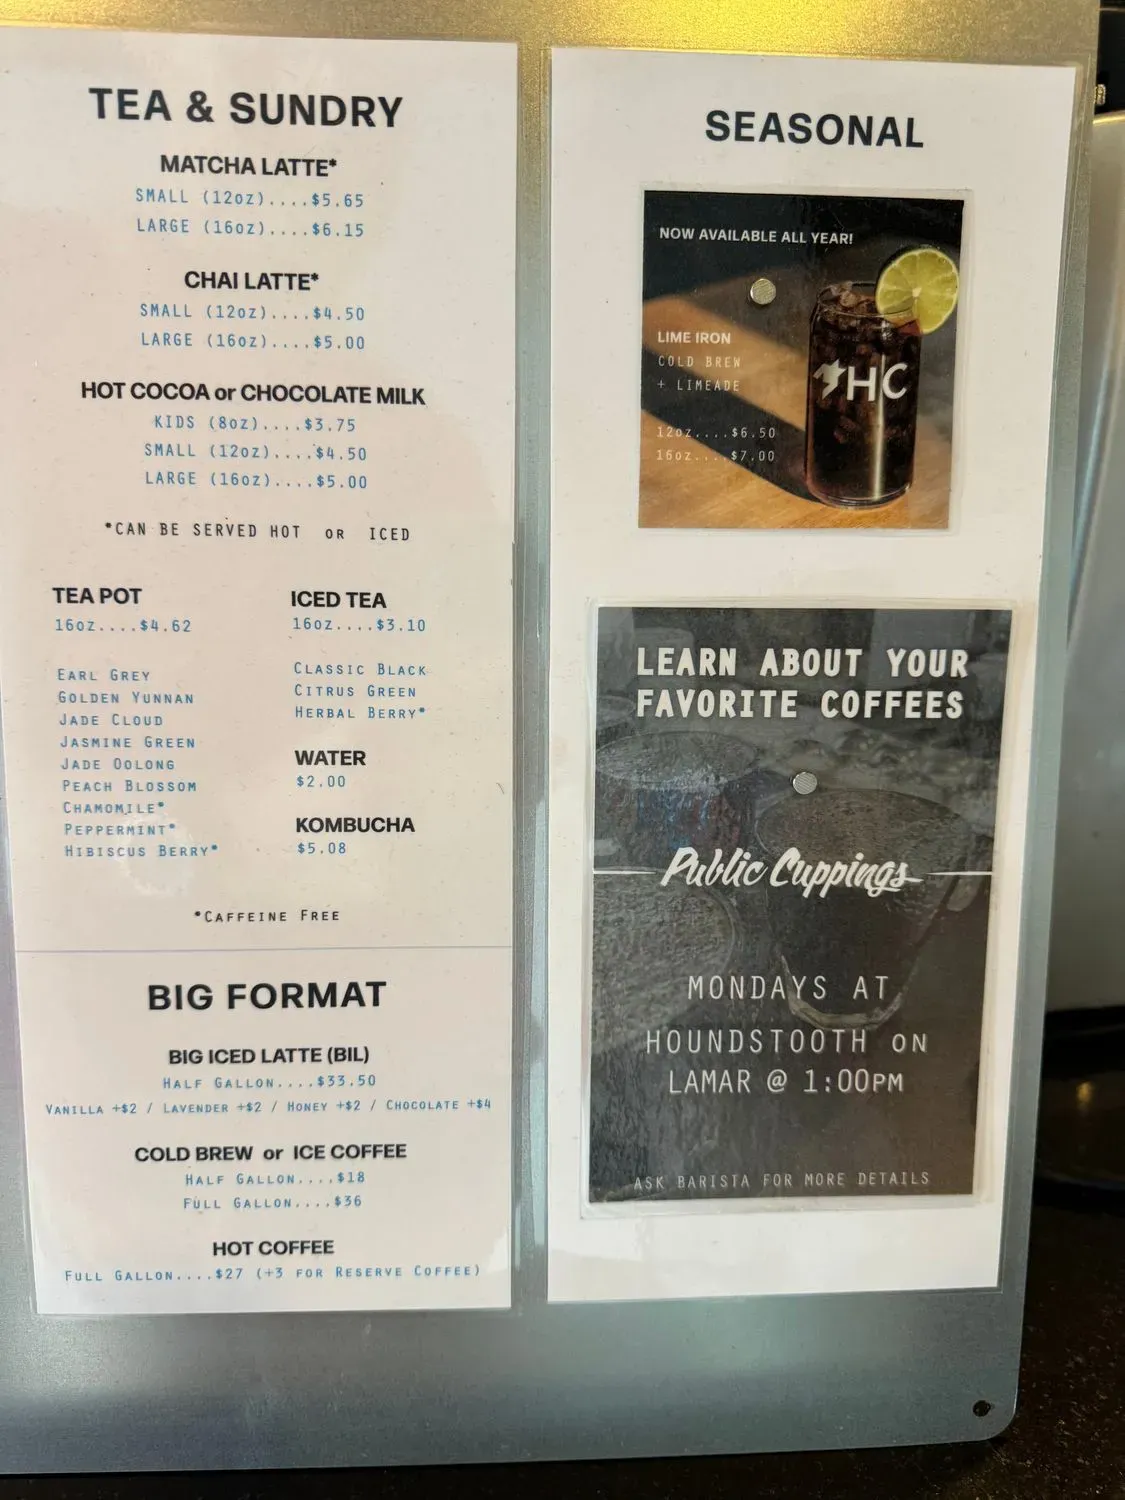 TEA & SUNDRY
MATCHA LATTE*
SMALL (12oz)....$5.65
LARGE (16oz)....$6.15
CHAI LATTE*
SMALL (12oz)....$4.50
LARGE (16oz)....$5.00
HOT COCOA or CHOCOLATE MILK
KIDS (8oz)....$3.75
SMALL (12oz)....$4.50
LARGE (16oz)....$5.00
*CAN BE SERVED HOT OR ICED
TEA POT
16oz....$4.62
EARL GREY
GOLDEN YUNNAN
JADE CLOUD
JASMINE GREEN
JADE OOLONG
PEACH BLOSSOM
CHAMOMILE*
PEPPERMINT*
HIBISCUS BERRY*
ICED TEA
16oz....$3.10
CLASSIC BLACK
CITRUS GREEN
HERBAL BERRY*
WATER
$2.00
KOMBUCHA
$5.08
*CAFFEINE FREE
BIG FORMAT
BIG ICED LATTE (BIL)
HALF GALLON....$33.50
VANILLA +$2 / LAVENDER +$2 / HONEY +$2 / CHOCOLATE +$4
COLD BREW or ICE COFFEE
HALF GALLON....$18
FULL GALLON....$36
HOT COFFEE
FULL GALLON....$27 (+3 FOR RESERVE COFFEE)
SEASONAL
NOW AVAILABLE ALL YEAR!
LIME IRON
COLD BREW
+ LIMEADE
12oz....$6.50
16oz....$7.00
H|C
LEARN ABOUT YOUR
FAVORITE COFFEES
Public Cuppings
MONDAYS AT
HOUNDSTOOTH ON
LAMAR @ 1:00PM
ASK BARISTA FOR MORE DETAILS